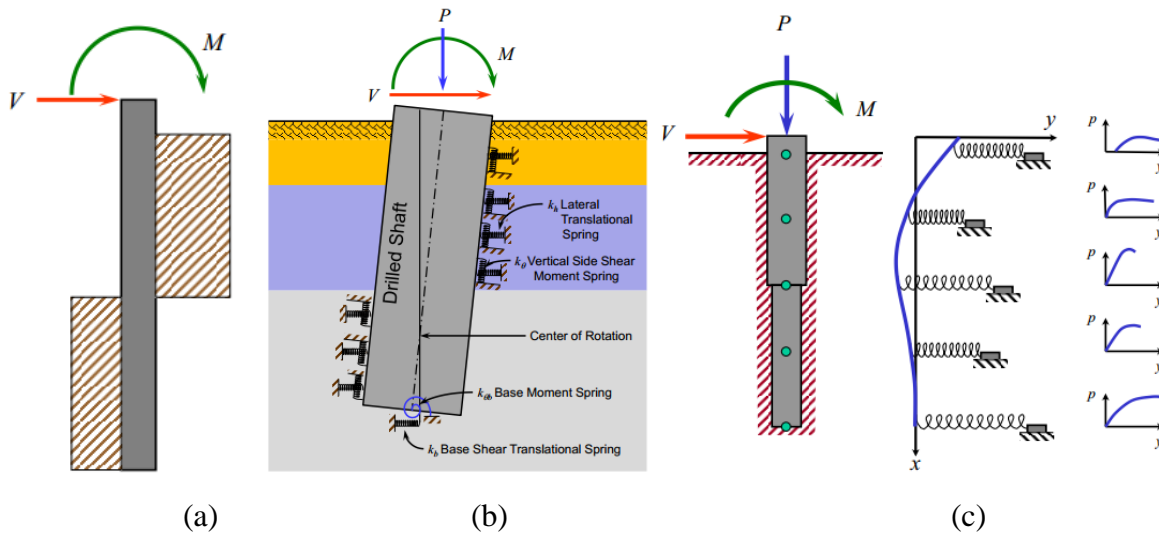 M
V
(a)
P
M
V
Drilled Shaft
k_h Lateral
Translational
Spring
k_θ Vertical Side Shear
Moment Spring
Center of Rotation
k_θb Base Moment Spring
k_b Base Shear Translational Spring
(b)
P
M
V
y
x
p
y
p
y
p
y
p
y
p
y
(c)